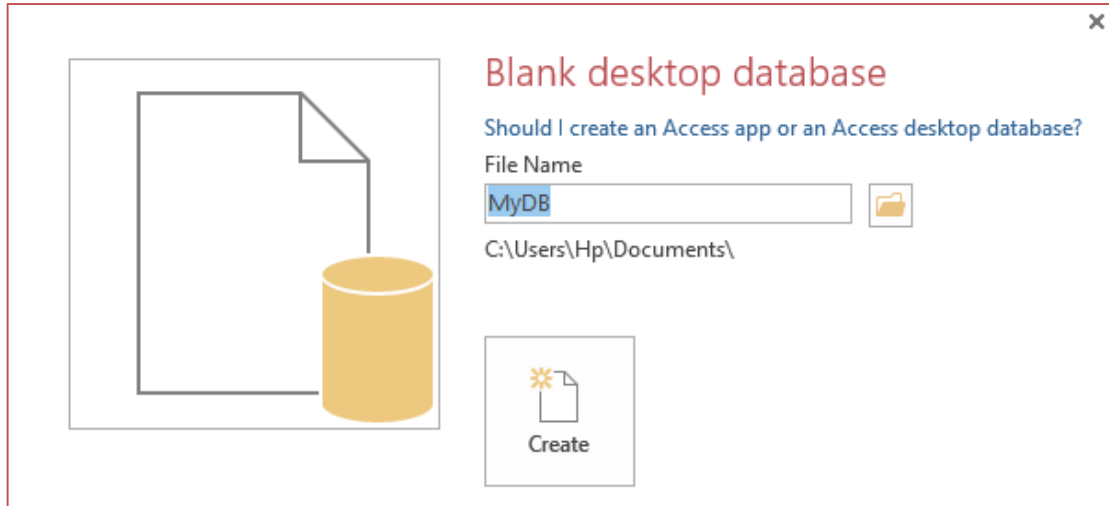 Blank desktop database
Should I create an Access app or an Access desktop database?
File Name
MyDB
C:\Users\Hp\Documents\
Create